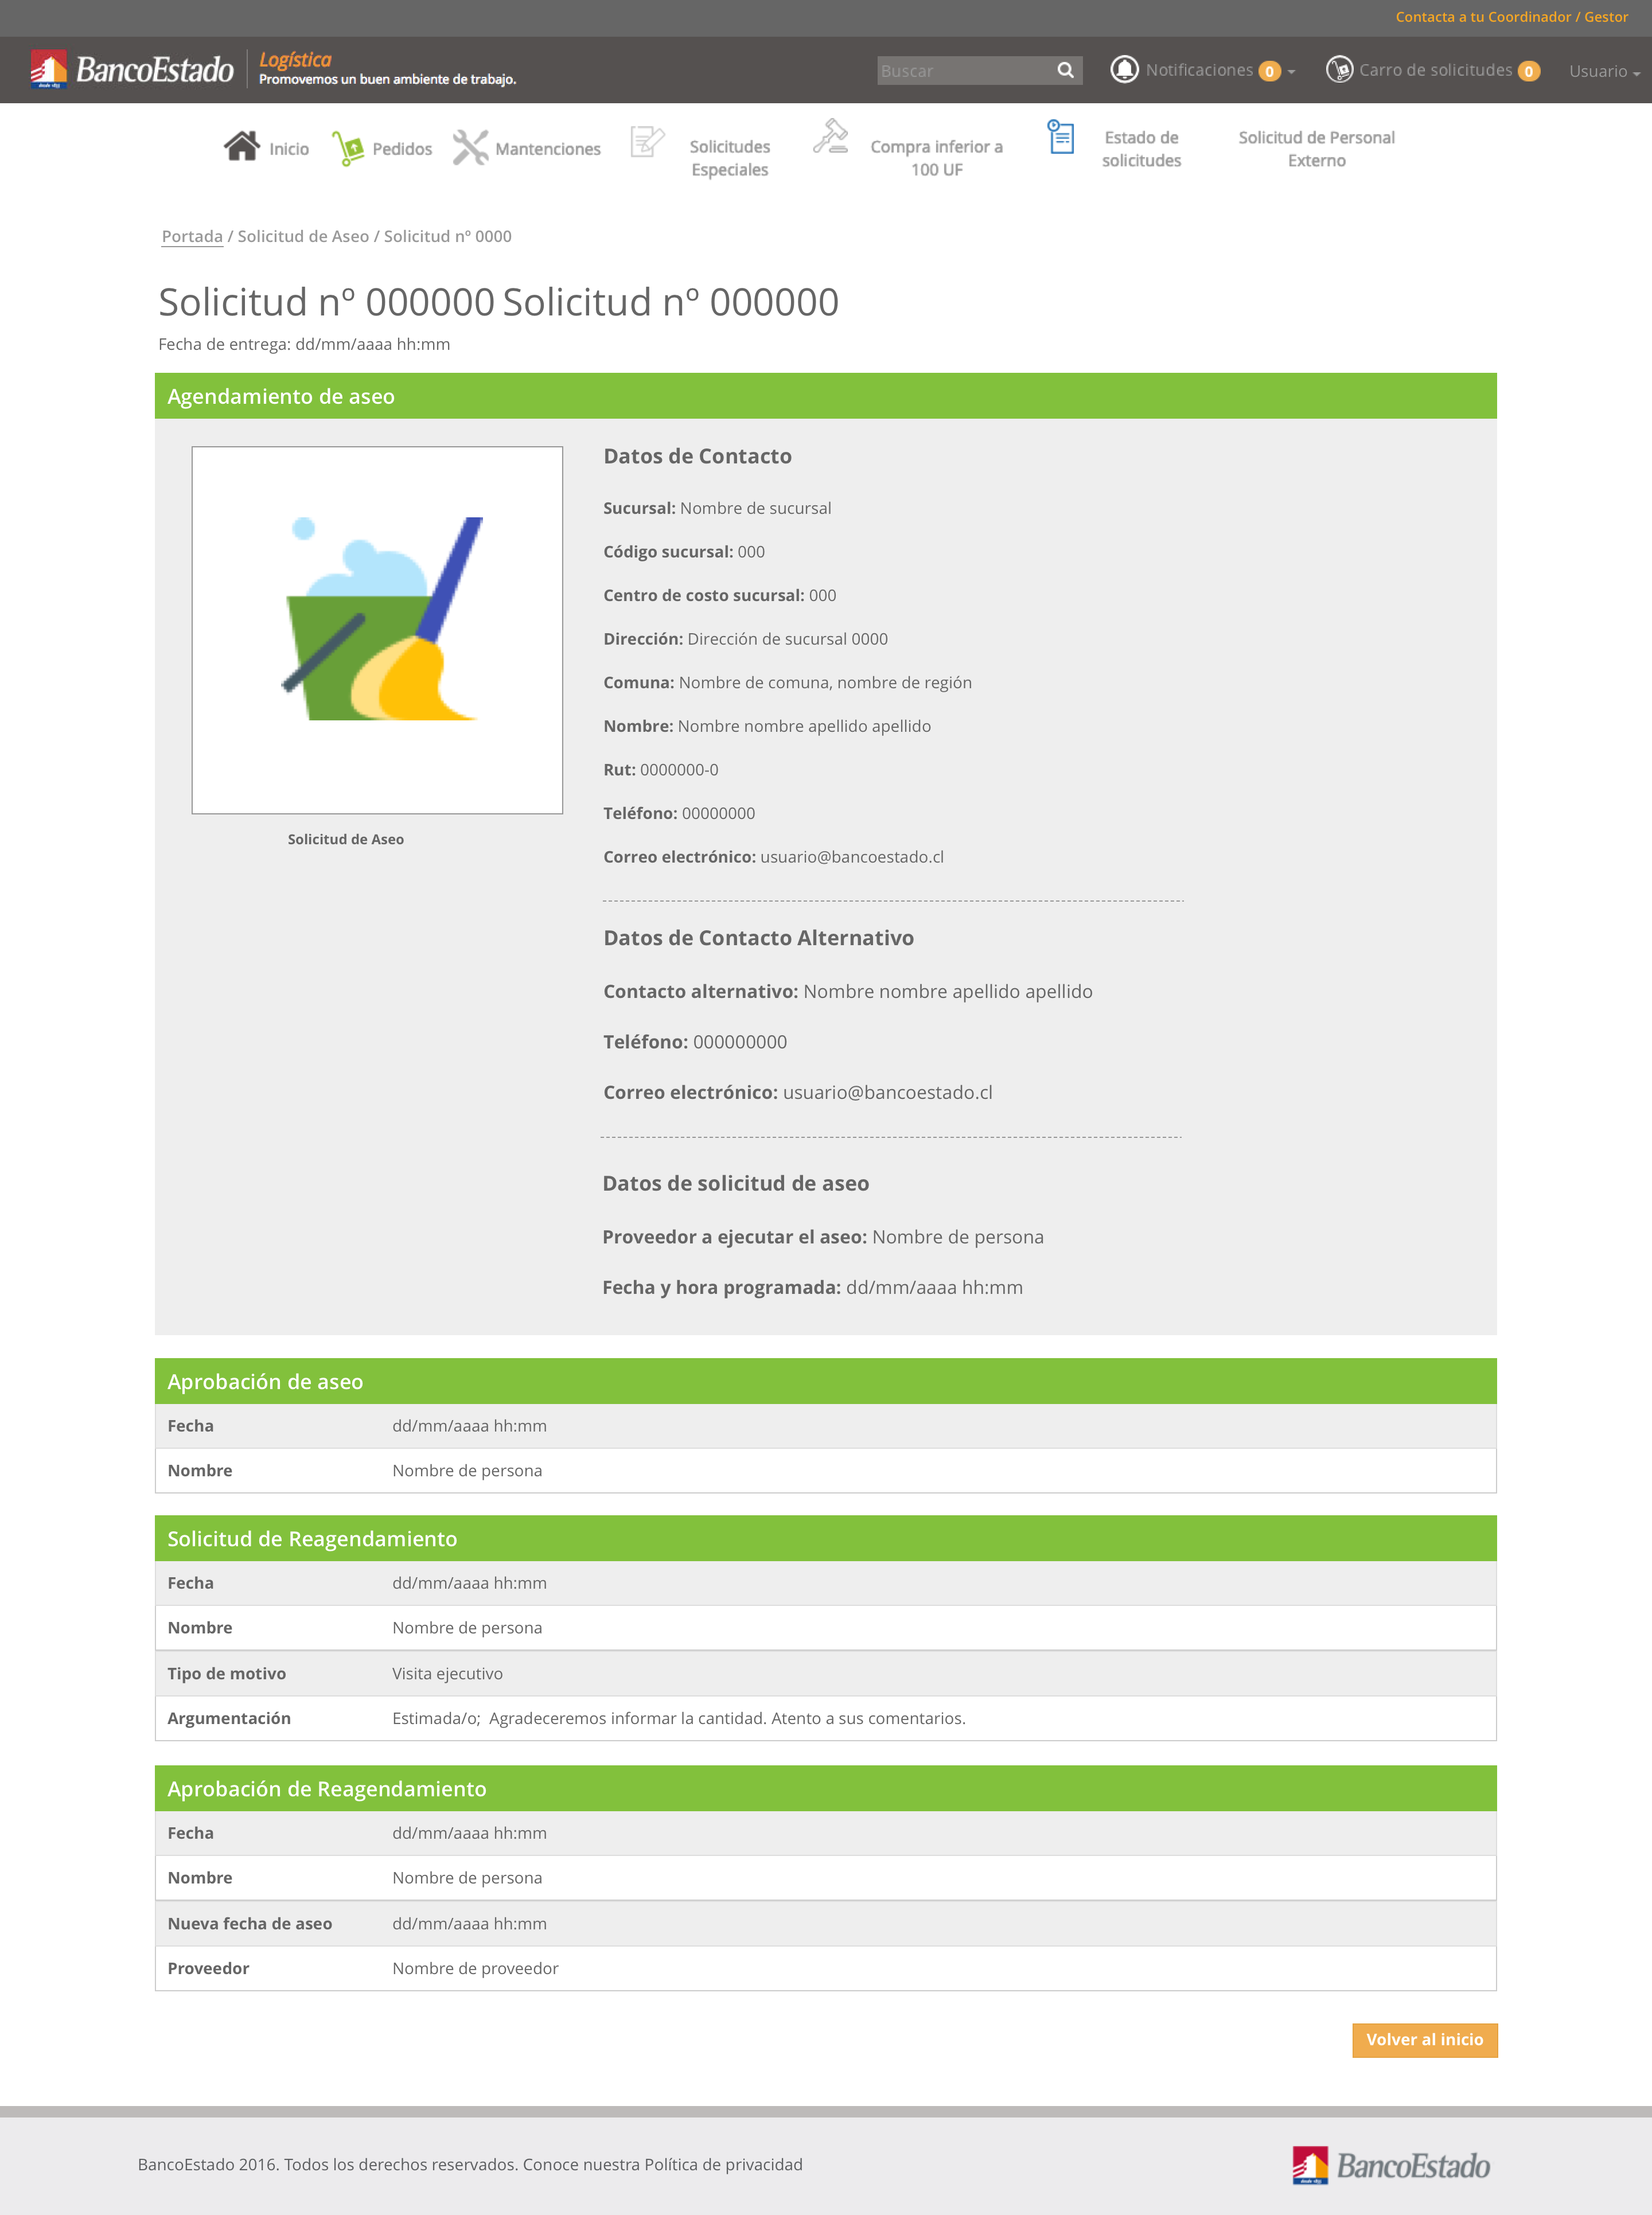 Contacta a tu Coordinador / Gestor
BancoEstado
desde 1855
Logística
Promovemos un buen ambiente de trabajo.
Buscar
Notificaciones 0
Carro de solicitudes 0
Usuario
Inicio
Pedidos
Mantenciones
Solicitudes
Especiales
Compra inferior a
100 UF
Estado de
solicitudes
Solicitud de Personal
Externo
Portada / Solicitud de Aseo / Solicitud nº 0000
Solicitud nº 000000 Solicitud nº 000000
Fecha de entrega: dd/mm/aaaa hh:mm
Agendamiento de aseo
Solicitud de Aseo
Datos de Contacto
Sucursal: Nombre de sucursal
Código sucursal: 000
Centro de costo sucursal: 000
Dirección: Dirección de sucursal 0000
Comuna: Nombre de comuna, nombre de región
Nombre: Nombre nombre apellido apellido
Rut: 0000000-0
Teléfono: 00000000
Correo electrónico: usuario@bancoestado.cl
Datos de Contacto Alternativo
Contacto alternativo: Nombre nombre apellido apellido
Teléfono: 000000000
Correo electrónico: usuario@bancoestado.cl
Datos de solicitud de aseo
Proveedor a ejecutar el aseo: Nombre de persona
Fecha y hora programada: dd/mm/aaaa hh:mm
Aprobación de aseo
Fecha dd/mm/aaaa hh:mm
Nombre Nombre de persona
Solicitud de Reagendamiento
Fecha dd/mm/aaaa hh:mm
Nombre Nombre de persona
Tipo de motivo Visita ejecutivo
Argumentación Estimada/o;  Agradeceremos informar la cantidad. Atento a sus comentarios.
Aprobación de Reagendamiento
Fecha dd/mm/aaaa hh:mm
Nombre Nombre de persona
Nueva fecha de aseo dd/mm/aaaa hh:mm
Proveedor Nombre de proveedor
Volver al inicio
BancoEstado 2016. Todos los derechos reservados. Conoce nuestra Política de privacidad
BancoEstado
desde 1855